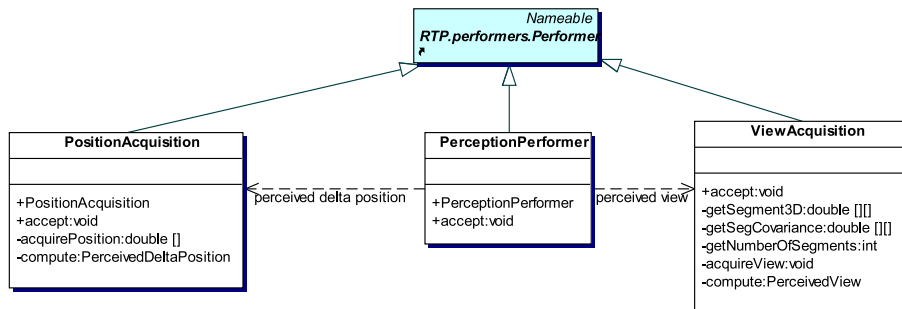 Nameable
RTP.performers.Performer
PositionAcquisition
+PositionAcquisition
+accept:void
-acquirePosition:double []
-compute:PerceivedDeltaPosition
perceived delta position
PerceptionPerformer
+PerceptionPerformer
+accept:void
perceived view
ViewAcquisition
+accept:void
-getSegment3D:double [][]
-getSegCovariance:double [][]
-getNumberOfSegments:int
-acquireView:void
-compute:PerceivedView